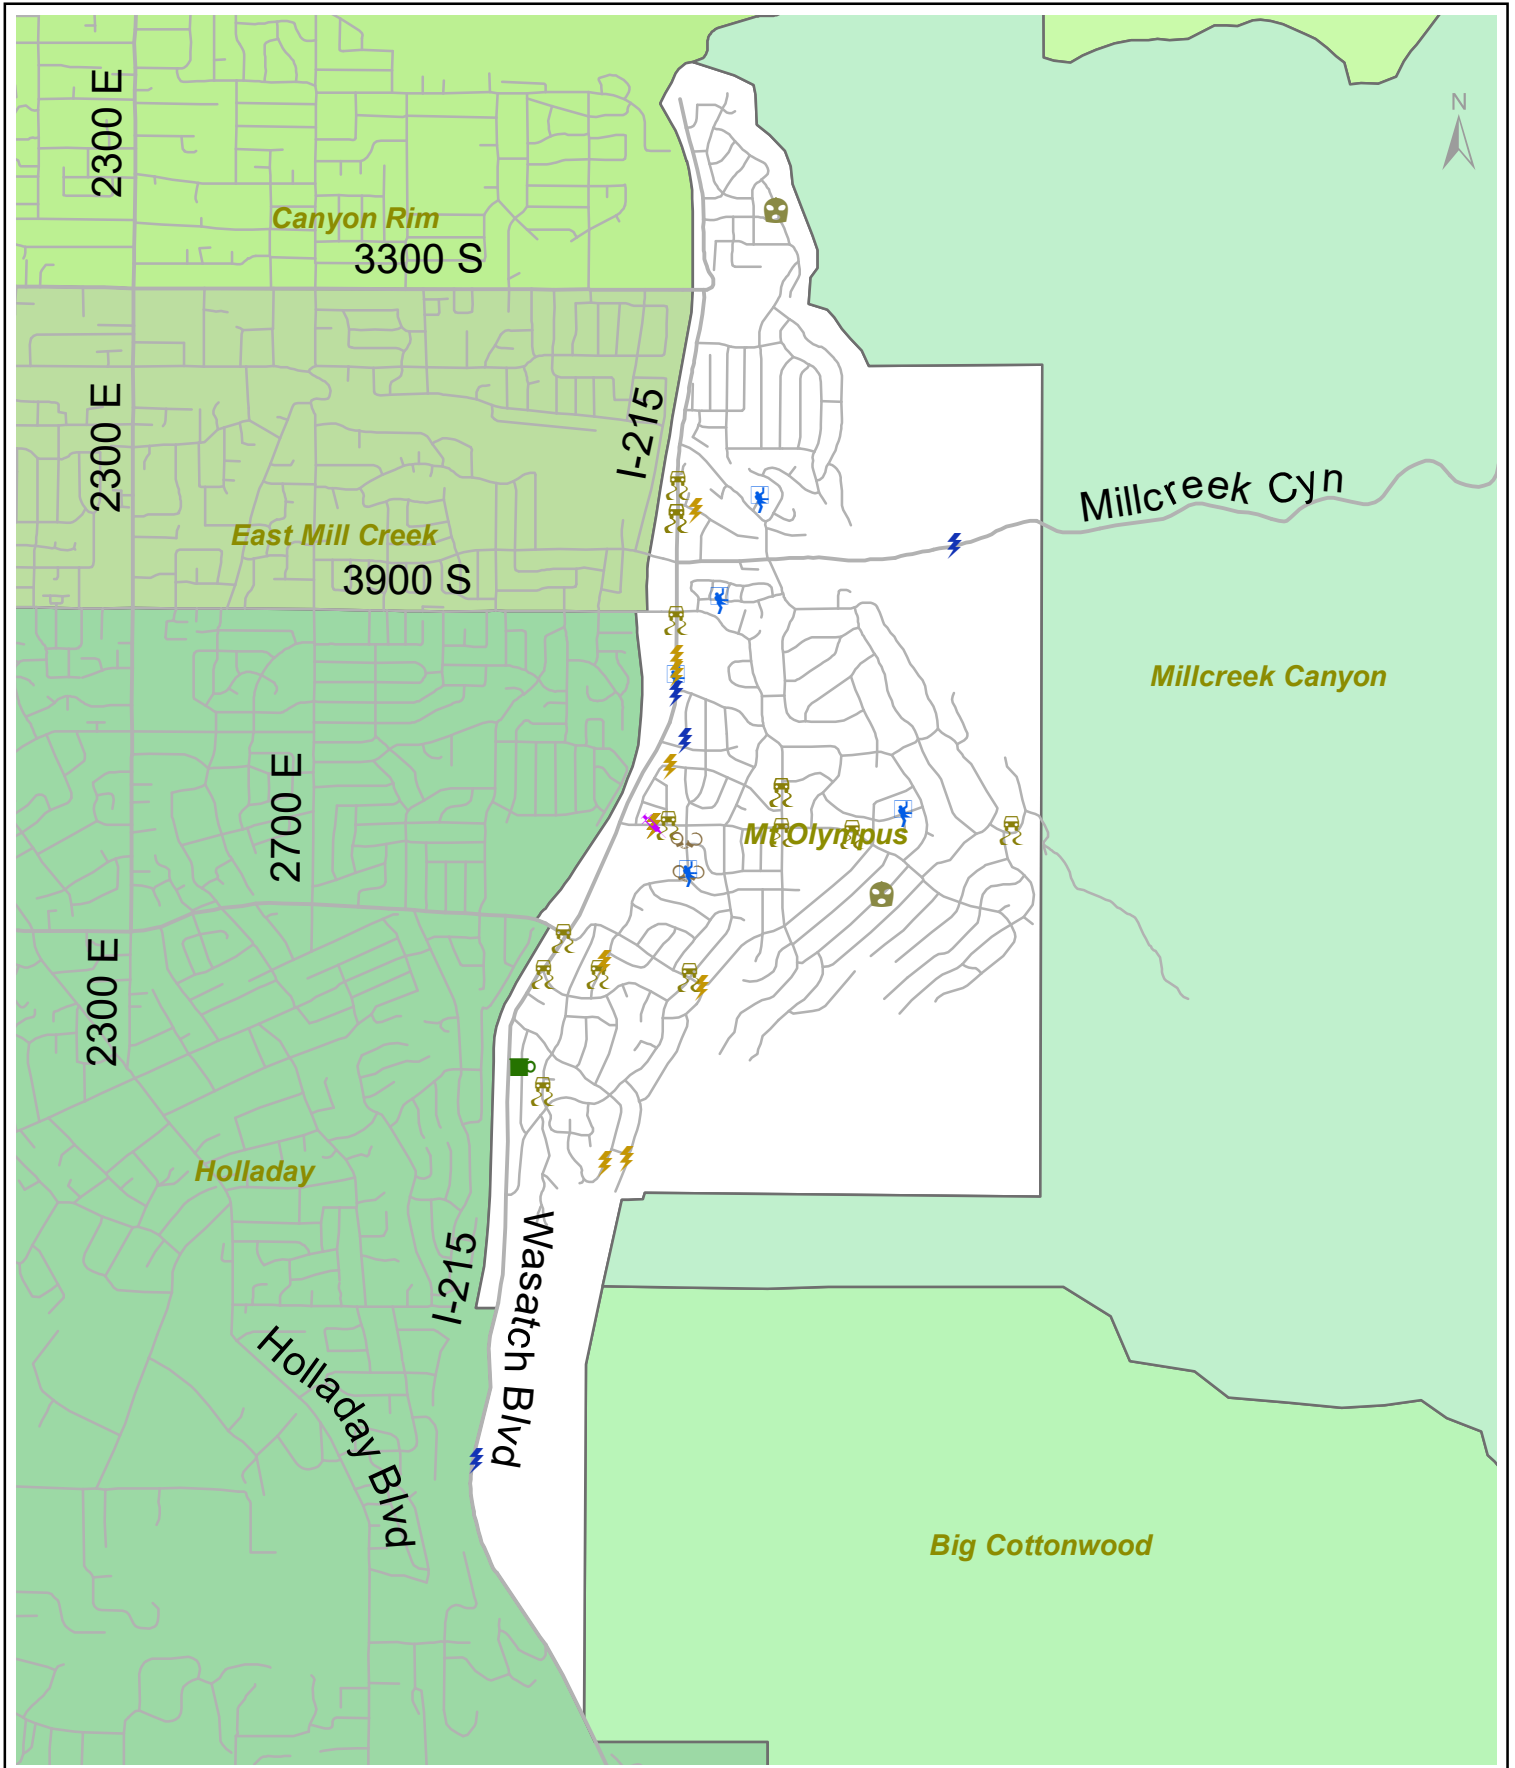 N
2300 E
Canyon Rim
3300 S
2300 E
I-215
Millcreek Cyn
East Mill Creek
3900 S
Millcreek Canyon
2700 E
Mt Olympus
2300 E
Holladay
I-215
Wasatch Blvd
Holladay Blvd
Big Cottonwood